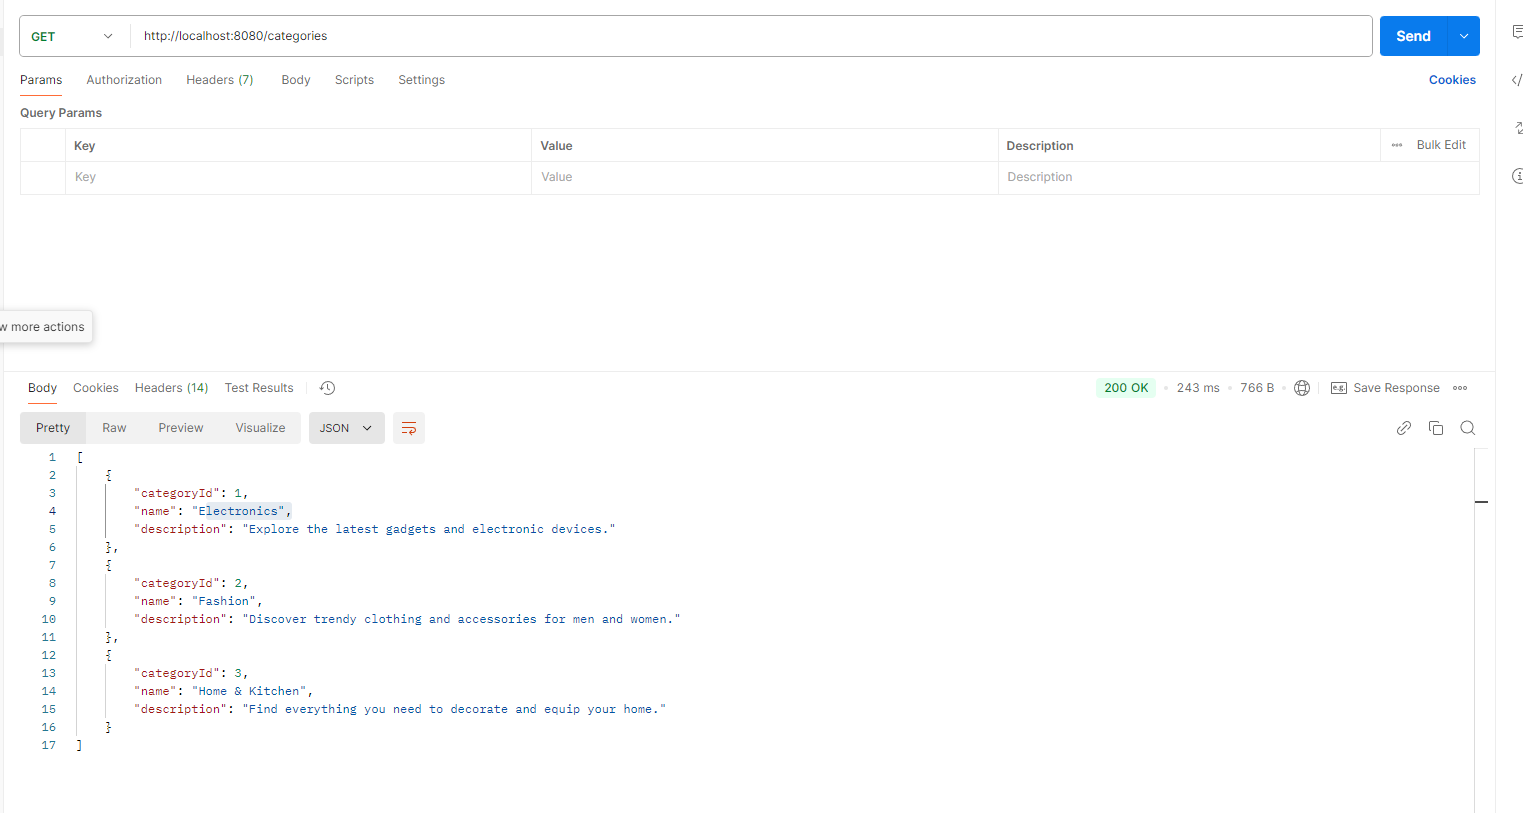 GET http://localhost:8080/categories Send
Params Authorization Headers (7) Body Scripts Settings Cookies
Query Params
Key Value Description Bulk Edit
Key Value Description
w more actions
Body Cookies Headers (14) Test Results 200 OK 243 ms 766 B e.g. Save Response
Pretty Raw Preview Visualize JSON
1 [
2 {
3 "categoryId": 1,
4 "name": "Electronics",
5 "description": "Explore the latest gadgets and electronic devices."
6 },
7 {
8 "categoryId": 2,
9 "name": "Fashion",
10 "description": "Discover trendy clothing and accessories for men and women."
11 },
12 {
13 "categoryId": 3,
14 "name": "Home & Kitchen",
15 "description": "Find everything you need to decorate and equip your home."
16 }
17 ]